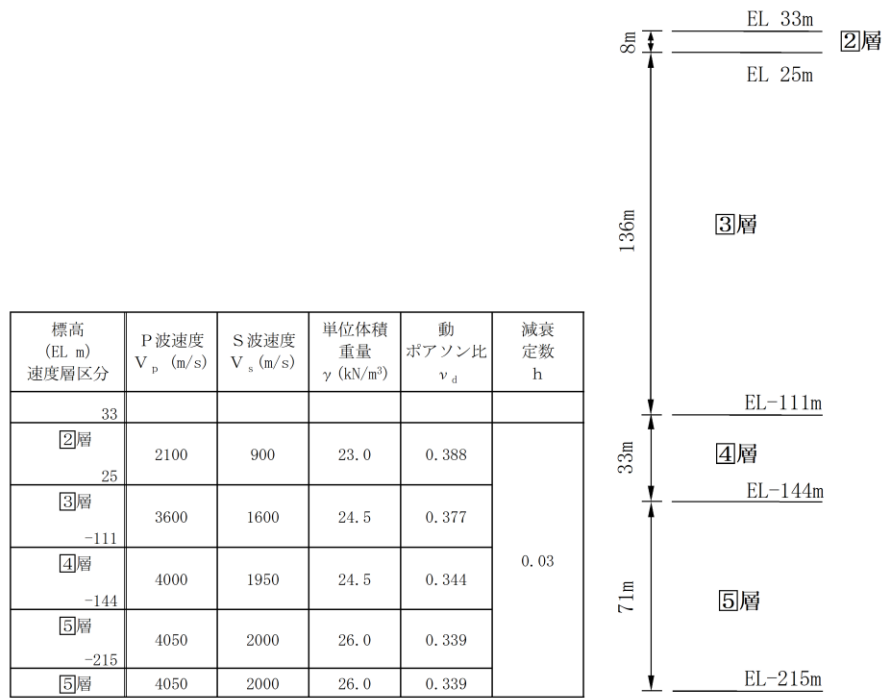 標高
(EL m)
速度層区分
P波速度
Vp (m/s)
S波速度
Vs (m/s)
単位体積
重量
γ (kN/m³)
動
ポアソン比
νd
減衰
定数
h
33
②層
25
2100
900
23.0
0.388
③層
-111
3600
1600
24.5
0.377
④層
-144
4000
1950
24.5
0.344
⑤層
-215
4050
2000
26.0
0.339
⑤層
4050
2000
26.0
0.339
0.03
EL 33m
8m
②層
EL 25m
136m
③層
EL-111m
33m
④層
EL-144m
71m
⑤層
EL-215m